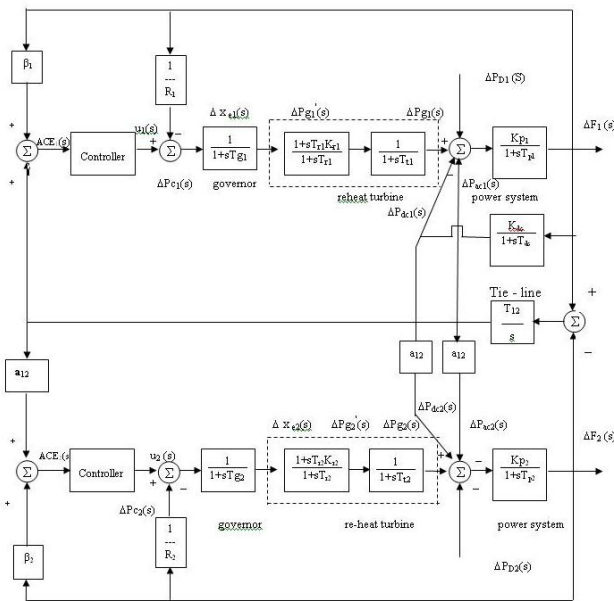 β1
1
---
R1
ΔPD1(S)
Δ Xe1(s)
ΔPg1'(s)
ΔPg1(s)
ΔF1(s)
+
+
Σ
ACE1(s)
Controller
u1(s)
+
−
Σ
1
1+sTg1
1+sTr1Kr1
1+sTr1
1
1+sTt1
+
Σ
Kp1
1+sTp1
ΔPc1(s)
governor
reheat turbine
ΔPdc1(s)
ΔPac1(s)
power system
Kdc
1+sTdc
Tie - line
+
T12
s
Σ
−
a12
a12
a12
ΔPdc2(s)
Δ Xe2(s)
ΔPg2'(s)
ΔPg2(s)
ΔPac2(s)
ΔF2(s)
+
Σ
ACE.(s)
Controller
u2(s)
+
−
Σ
1
1+sTg2
1+sTr2Kr2
1+sTr2
1
1+sTt2
+
−
−
Σ
Kp2
1+sTp2
+
ΔPc2(s)
governor
re-heat turbine
power system
β2
1
---
R2
ΔPD2(s)